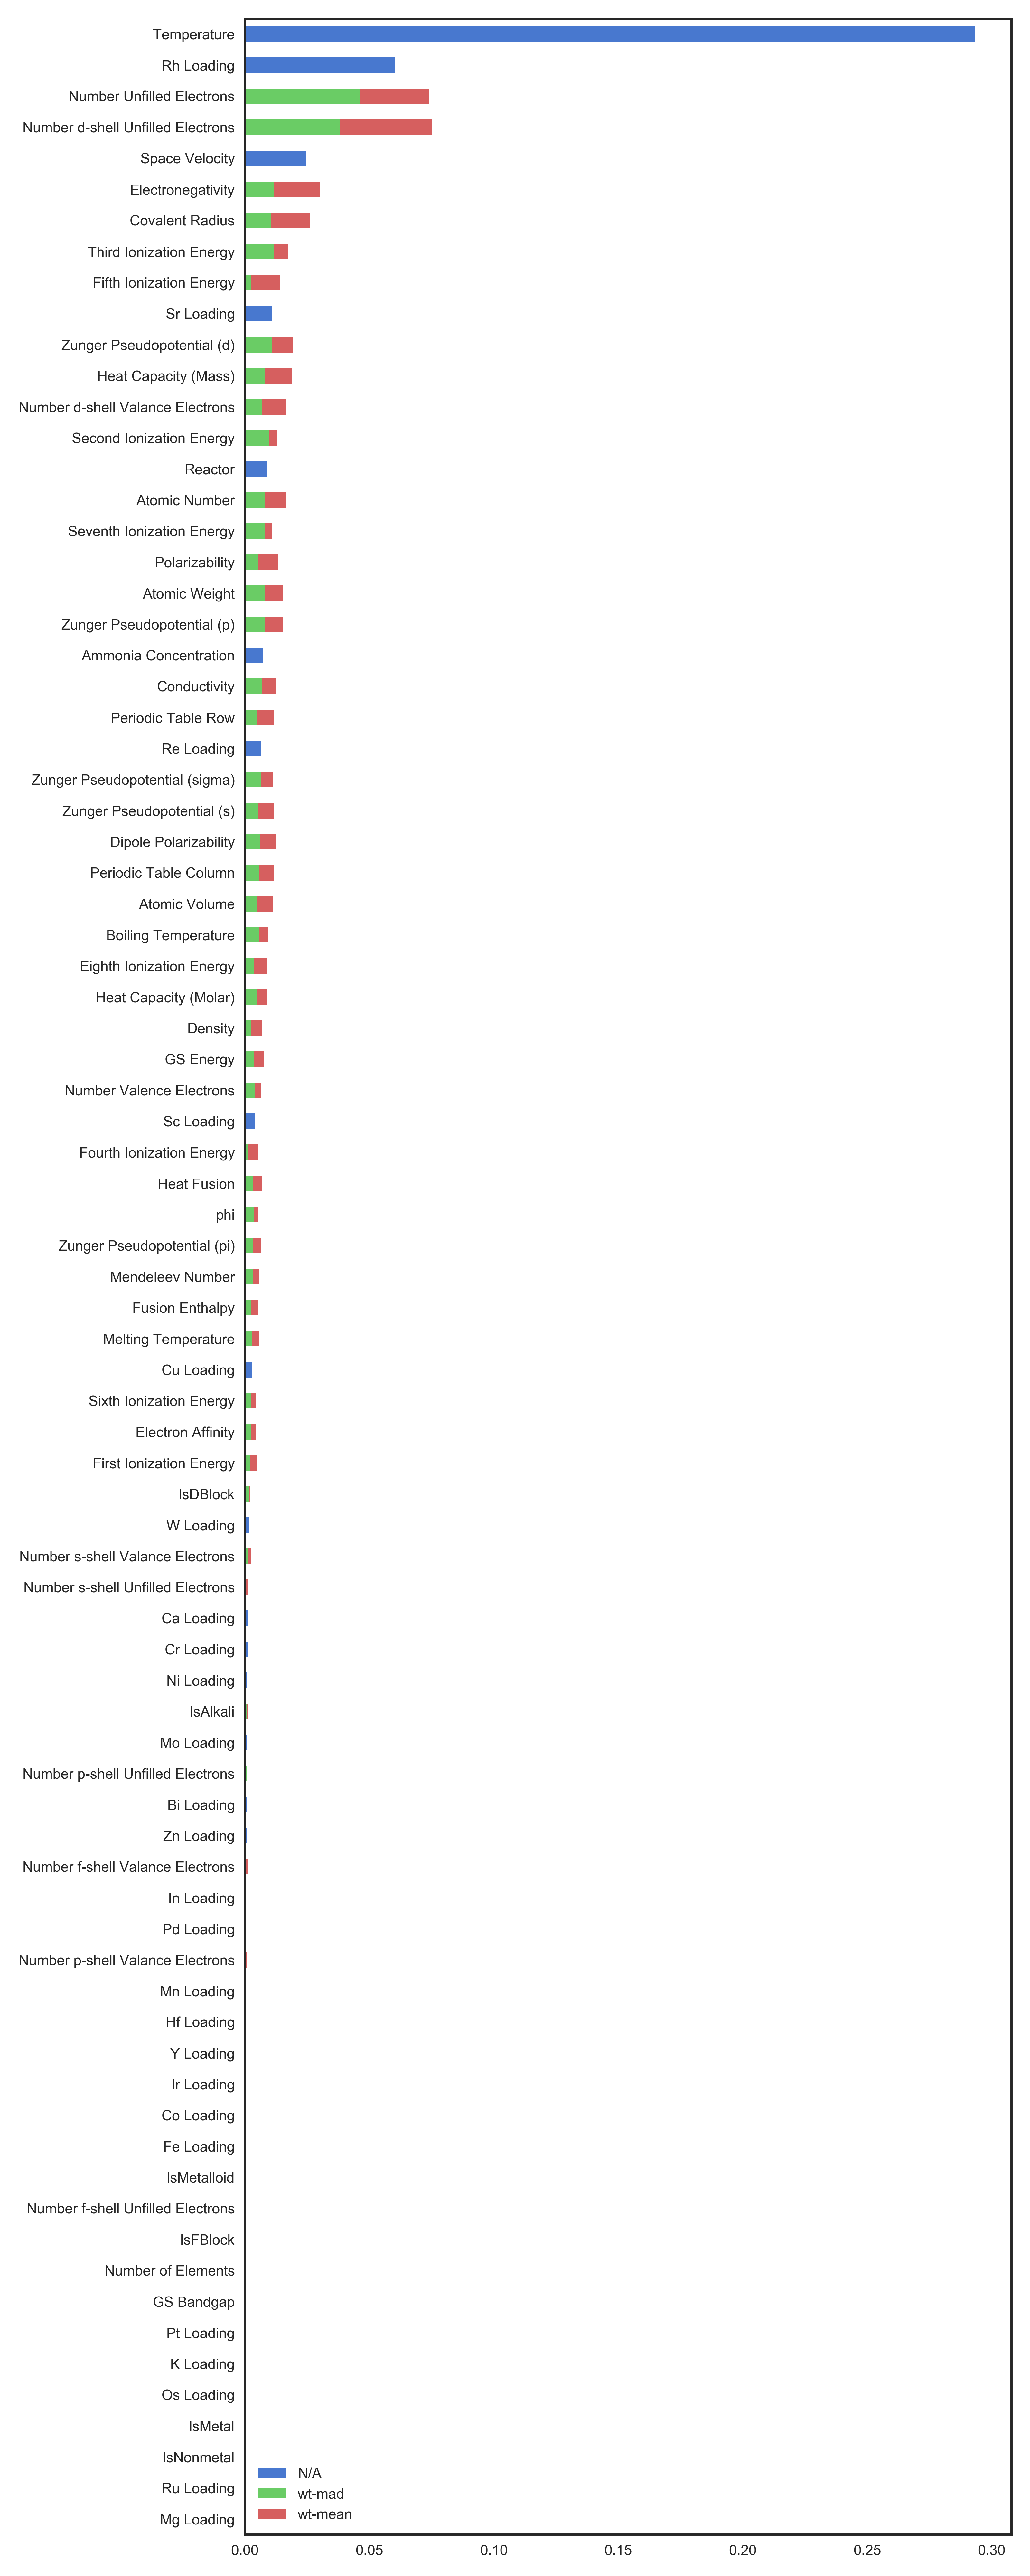 Temperature
Rh Loading
Number Unfilled Electrons
Number d-shell Unfilled Electrons
Space Velocity
Electronegativity
Covalent Radius
Third Ionization Energy
Fifth Ionization Energy
Sr Loading
Zunger Pseudopotential (d)
Heat Capacity (Mass)
Number d-shell Valance Electrons
Second Ionization Energy
Reactor
Atomic Number
Seventh Ionization Energy
Polarizability
Atomic Weight
Zunger Pseudopotential (p)
Ammonia Concentration
Conductivity
Periodic Table Row
Re Loading
Zunger Pseudopotential (sigma)
Zunger Pseudopotential (s)
Dipole Polarizability
Periodic Table Column
Atomic Volume
Boiling Temperature
Eighth Ionization Energy
Heat Capacity (Molar)
Density
GS Energy
Number Valence Electrons
Sc Loading
Fourth Ionization Energy
Heat Fusion
phi
Zunger Pseudopotential (pi)
Mendeleev Number
Fusion Enthalpy
Melting Temperature
Cu Loading
Sixth Ionization Energy
Electron Affinity
First Ionization Energy
IsDBlock
W Loading
Number s-shell Valance Electrons
Number s-shell Unfilled Electrons
Ca Loading
Cr Loading
Ni Loading
IsAlkali
Mo Loading
Number p-shell Unfilled Electrons
Bi Loading
Zn Loading
Number f-shell Valance Electrons
In Loading
Pd Loading
Number p-shell Valance Electrons
Mn Loading
Hf Loading
Y Loading
Ir Loading
Co Loading
Fe Loading
IsMetalloid
Number f-shell Unfilled Electrons
IsFBlock
Number of Elements
GS Bandgap
Pt Loading
K Loading
Os Loading
IsMetal
IsNonmetal
Ru Loading
Mg Loading
N/A
wt-mad
wt-mean
0.00 0.05 0.10 0.15 0.20 0.25 0.30